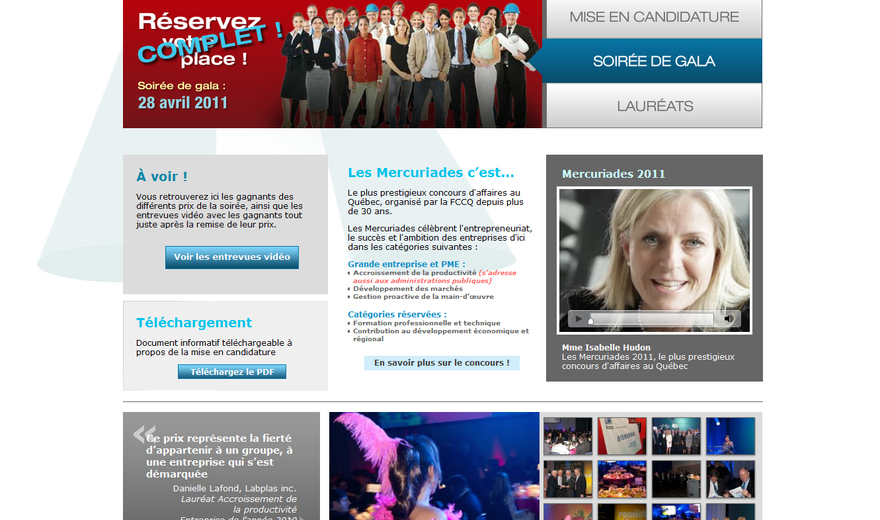 Réservez
votre
COMPLET !
place !
Soirée de gala :
28 avril 2011
MISE EN CANDIDATURE
SOIRÉE DE GALA
LAURÉATS
À voir !
Vous retrouverez ici les gagnants des
différents prix de la soirée, ainsi que les
entrevues vidéo avec les gagnants tout
juste après la remise de leur prix.
Voir les entrevues vidéo
Téléchargement
Document informatif téléchargeable à
propos de la mise en candidature
Téléchargez le PDF
Les Mercuriades c’est...
Le plus prestigieux concours d'affaires au
Québec, organisé par la FCCQ depuis plus
de 30 ans.
Les Mercuriades célèbrent l'entrepreneuriat,
le succès et l'ambition des entreprises d'ici
dans les catégories suivantes :
Grande entreprise et PME :
Accroissement de la productivité (s'adresse
aussi aux administrations publiques)
Développement des marchés
Gestion proactive de la main-d’œuvre
Catégories réservées :
Formation professionnelle et technique
Contribution au développement économique et
régional
En savoir plus sur le concours !
Mercuriades 2011
Mme Isabelle Hudon
Les Mercuriades 2011, le plus prestigieux
concours d'affaires au Québec
« Ce prix représente la fierté
d’appartenir à un groupe, à
une entreprise qui s’est
démarquée
Danielle Lafond, Labplas inc.
Lauréat Accroissement de
la productivité
Entreprise de l'année 2010